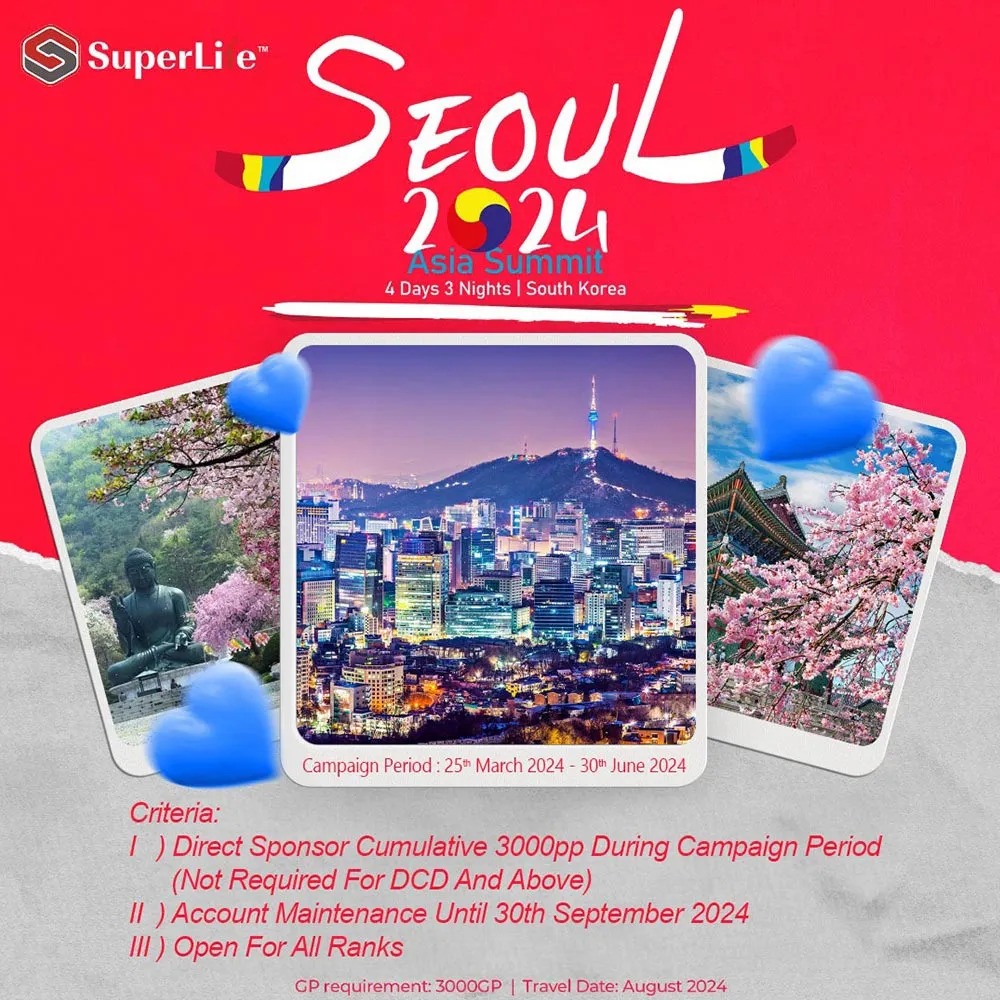 SuperLife™
SEOUL
2024
Asia Summit
4 Days 3 Nights | South Korea
Campaign Period : 25th March 2024 - 30th June 2024
Criteria:
I ) Direct Sponsor Cumulative 3000pp During Campaign Period
(Not Required For DCD And Above)
II ) Account Maintenance Until 30th September 2024
III ) Open For All Ranks
GP requirement: 3000GP | Travel Date: August 2024